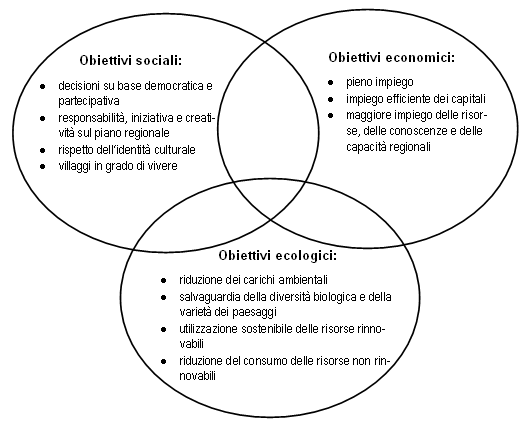 Obiettivi sociali:
● decisioni su base democratica e
partecipativa
● responsabilità, iniziativa e creati-
vità sul piano regionale
● rispetto dell'identità culturale
● villaggi in grado di vivere
Obiettivi economici:
● pieno impiego
● impiego efficiente dei capitali
● maggiore impiego delle risor-
se, delle conoscenze e delle
capacità regionali
Obiettivi ecologici:
● riduzione dei carichi ambientali
● salvaguardia della diversità biologica e della
varietà dei paesaggi
● utilizzazione sostenibile delle risorse rinno-
vabili
● riduzione del consumo delle risorse non rin-
novabili